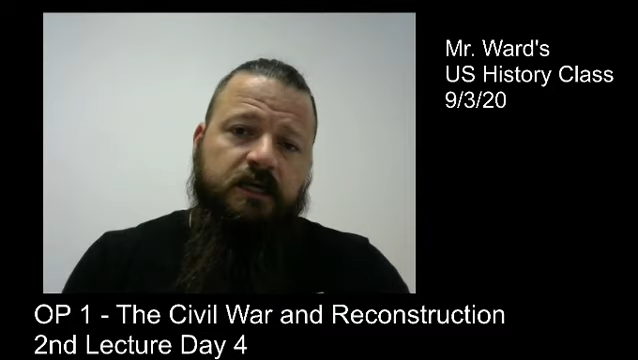 Mr. Ward's
US History Class
9/3/20
OP 1 - The Civil War and Reconstruction
2nd Lecture Day 4